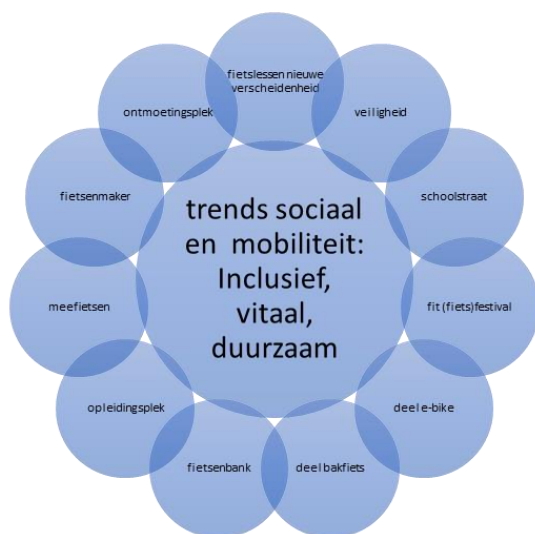 fietslessen nieuwe
verscheidenheid
veiligheid
schoolstraat
fit (fiets)festival
deel e-bike
deel bakfiets
fietsenbank
opleidingsplek
meefietsen
fietsenmaker
ontmoetingsplek
trends sociaal
en mobiliteit:
Inclusief,
vitaal,
duurzaam